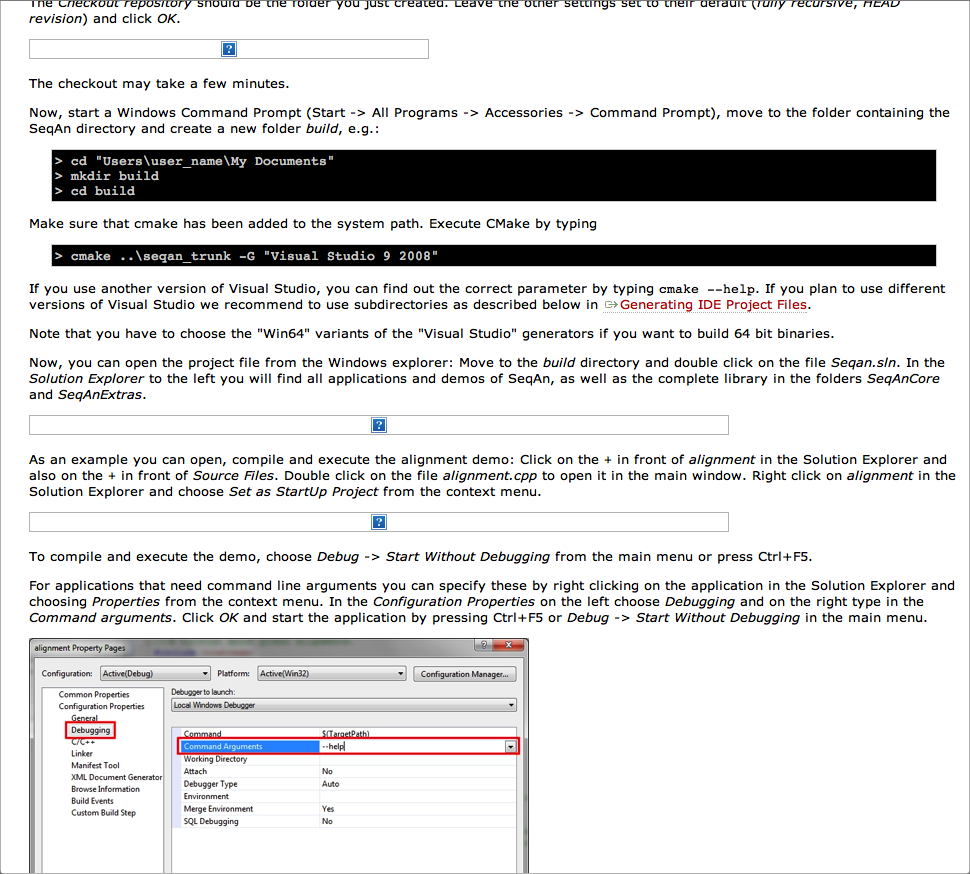 The Checkout repository should be the folder you just created. Leave the other settings set to their default (fully recursive, HEAD
revision) and click OK.
?
The checkout may take a few minutes.
Now, start a Windows Command Prompt (Start -> All Programs -> Accessories -> Command Prompt), move to the folder containing the
SeqAn directory and create a new folder build, e.g.:
> cd "Users\user_name\My Documents"
> mkdir build
> cd build
Make sure that cmake has been added to the system path. Execute CMake by typing
> cmake ..\seqan_trunk -G "Visual Studio 9 2008"
If you use another version of Visual Studio, you can find out the correct parameter by typing cmake --help. If you plan to use different
versions of Visual Studio we recommend to use subdirectories as described below in Generating IDE Project Files.
Note that you have to choose the "Win64" variants of the "Visual Studio" generators if you want to build 64 bit binaries.
Now, you can open the project file from the Windows explorer: Move to the build directory and double click on the file Seqan.sln. In the
Solution Explorer to the left you will find all applications and demos of SeqAn, as well as the complete library in the folders SeqAnCore
and SeqAnExtras.
?
As an example you can open, compile and execute the alignment demo: Click on the + in front of alignment in the Solution Explorer and
also on the + in front of Source Files. Double click on the file alignment.cpp to open it in the main window. Right click on alignment in the
Solution Explorer and choose Set as StartUp Project from the context menu.
?
To compile and execute the demo, choose Debug -> Start Without Debugging from the main menu or press Ctrl+F5.
For applications that need command line arguments you can specify these by right clicking on the application in the Solution Explorer and
choosing Properties from the context menu. In the Configuration Properties on the left choose Debugging and on the right type in the
Command arguments. Click OK and start the application by pressing Ctrl+F5 or Debug -> Start Without Debugging in the main menu.
alignment Property Pages
Configuration: Active(Debug) Platform: Active(Win32) Configuration Manager...
Common Properties
Configuration Properties
General
Debugging
C/C++
Linker
Manifest Tool
XML Document Generator
Browse Information
Build Events
Custom Build Step
Debugger to launch:
Local Windows Debugger
Command $(TargetPath)
Command Arguments --help
Working Directory
Attach No
Debugger Type Auto
Environment
Merge Environment Yes
SQL Debugging No